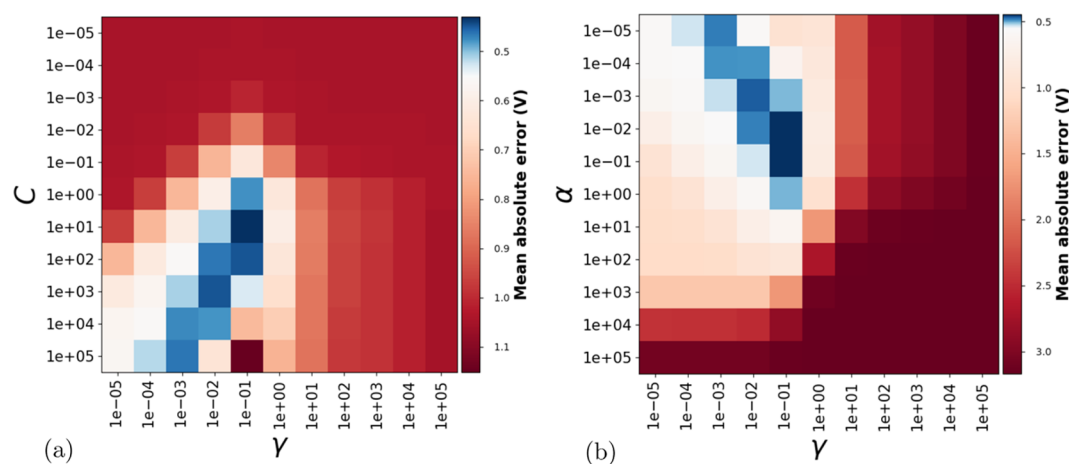 1e−05
1e−04
1e−03
1e−02
1e−01
1e+00
1e+01
1e+02
1e+03
1e+04
1e+05
C
1e−05
1e−04
1e−03
1e−02
1e−01
1e+00
1e+01
1e+02
1e+03
1e+04
1e+05
γ
0.5
0.6
0.7
0.8
0.9
1.0
1.1
Mean absolute error (V)
(a)
1e−05
1e−04
1e−03
1e−02
1e−01
1e+00
1e+01
1e+02
1e+03
1e+04
1e+05
α
1e−05
1e−04
1e−03
1e−02
1e−01
1e+00
1e+01
1e+02
1e+03
1e+04
1e+05
γ
0.5
1.0
1.5
2.0
2.5
3.0
Mean absolute error (V)
(b)